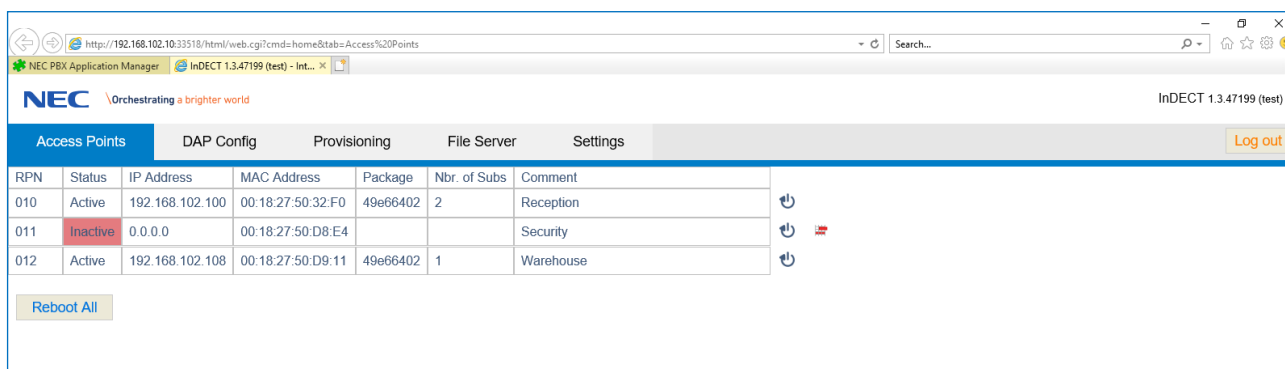 http://192.168.102.10:33518/html/web.cgi?cmd=home&tab=Access%20Points
Search...
NEC PBX Application Manager
InDECT 1.3.47199 (test) - Int...
NEC \Orchestrating a brighter world
InDECT 1.3.47199 (test)
Access Points DAP Config Provisioning File Server Settings Log out
RPN Status IP Address MAC Address Package Nbr. of Subs Comment
010 Active 192.168.102.100 00:18:27:50:32:F0 49e66402 2 Reception
011 Inactive 0.0.0.0 00:18:27:50:D8:E4 Security
012 Active 192.168.102.108 00:18:27:50:D9:11 49e66402 1 Warehouse
Reboot All